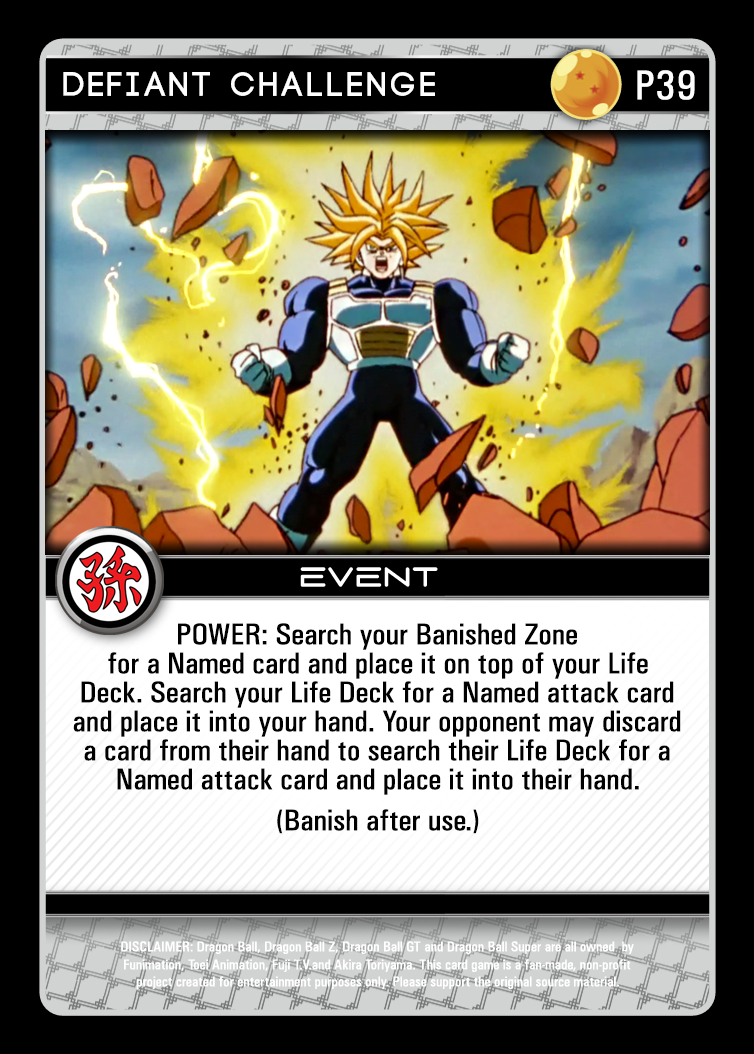 DEFIANT CHALLENGE P39
孫
EVENT
POWER: Search your Banished Zone
for a Named card and place it on top of your Life
Deck. Search your Life Deck for a Named attack card
and place it into your hand. Your opponent may discard
a card from their hand to search their Life Deck for a
Named attack card and place it into their hand.
(Banish after use.)
DISCLAIMER: Dragon Ball, Dragon Ball Z, Dragon Ball GT and Dragon Ball Super are all owned by
Funimation, Toei Animation, Fuji T.V.and Akira Toriyama. This card game is a fan-made, non-profit
project created for entertainment purposes only. Please support the original source material.